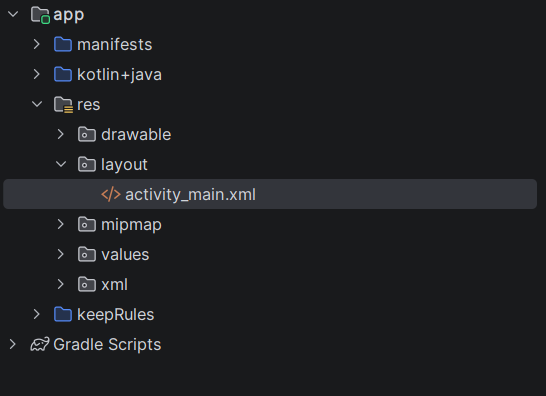 app
manifests
kotlin+java
res
drawable
layout
activity_main.xml
mipmap
values
xml
keepRules
Gradle Scripts